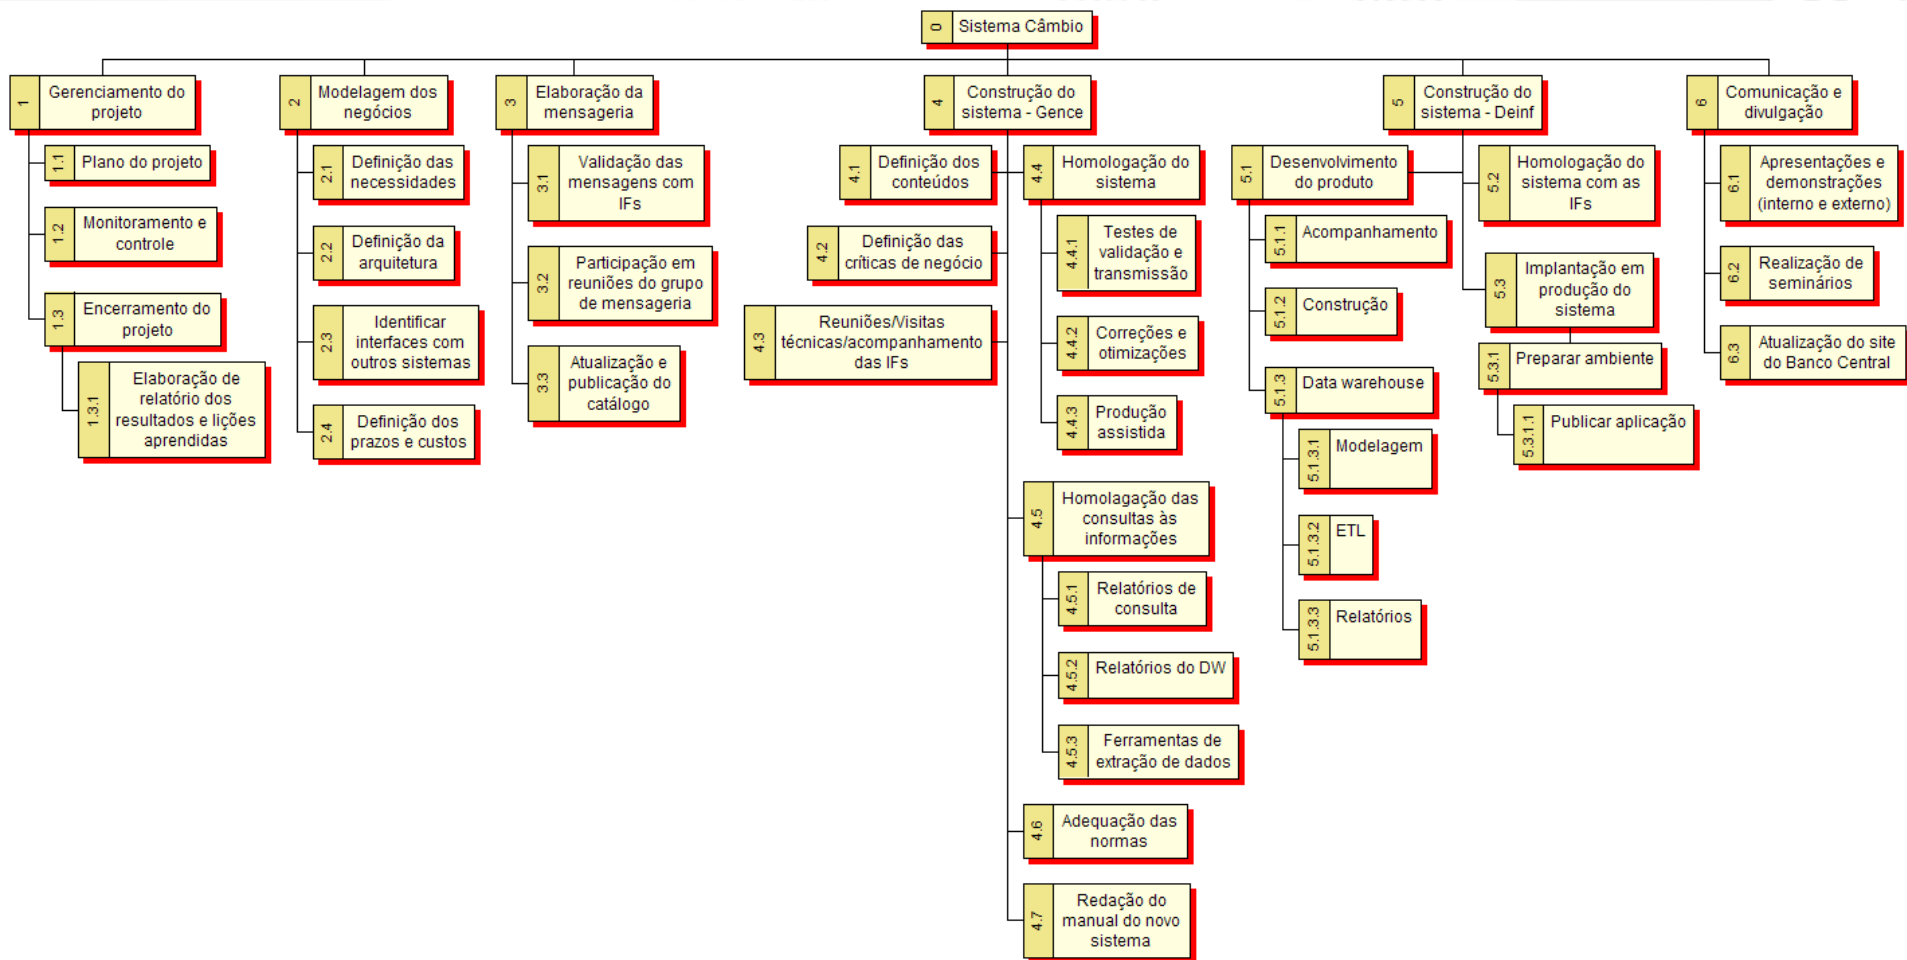 0 Sistema Câmbio
1 Gerenciamento do
projeto
1.1 Plano do projeto
1.2 Monitoramento e
controle
1.3 Encerramento do
projeto
1.3.1 Elaboração de
relatório dos
resultados e lições
aprendidas
2 Modelagem dos
negócios
2.1 Definição das
necessidades
2.2 Definição da
arquitetura
2.3 Identificar
interfaces com
outros sistemas
2.4 Definição dos
prazos e custos
3 Elaboração da
mensageria
3.1 Validação das
mensagens com
IFs
3.2 Participação em
reuniões do grupo
de mensageria
3.3 Atualização e
publicação do
catálogo
4 Construção do
sistema - Gence
4.1 Definição dos
conteúdos
4.2 Definição das
críticas de negócio
4.3 Reuniões/Visitas
técnicas/acompanhamento
das IFs
4.4 Homologação do
sistema
4.4.1 Testes de
validação e
transmissão
4.4.2 Correções e
otimizações
4.4.3 Produção
assistida
4.5 Homolagação das
consultas às
informações
4.5.1 Relatórios de
consulta
4.5.2 Relatórios do DW
4.5.3 Ferramentas de
extração de dados
4.6 Adequação das
normas
4.7 Redação do
manual do novo
sistema
5 Construção do
sistema - Deinf
5.1 Desenvolvimento
do produto
5.1.1 Acompanhamento
5.1.2 Construção
5.1.3 Data warehouse
5.1.3.1 Modelagem
5.1.3.2 ETL
5.1.3.3 Relatórios
5.2 Homologação do
sistema com as
IFs
5.3 Implantação em
produção do
sistema
5.3.1 Preparar ambiente
5.3.1.1 Publicar aplicação
6 Comunicação e
divulgação
6.1 Apresentações e
demonstrações
(interno e externo)
6.2 Realização de
seminários
6.3 Atualização do site
do Banco Central